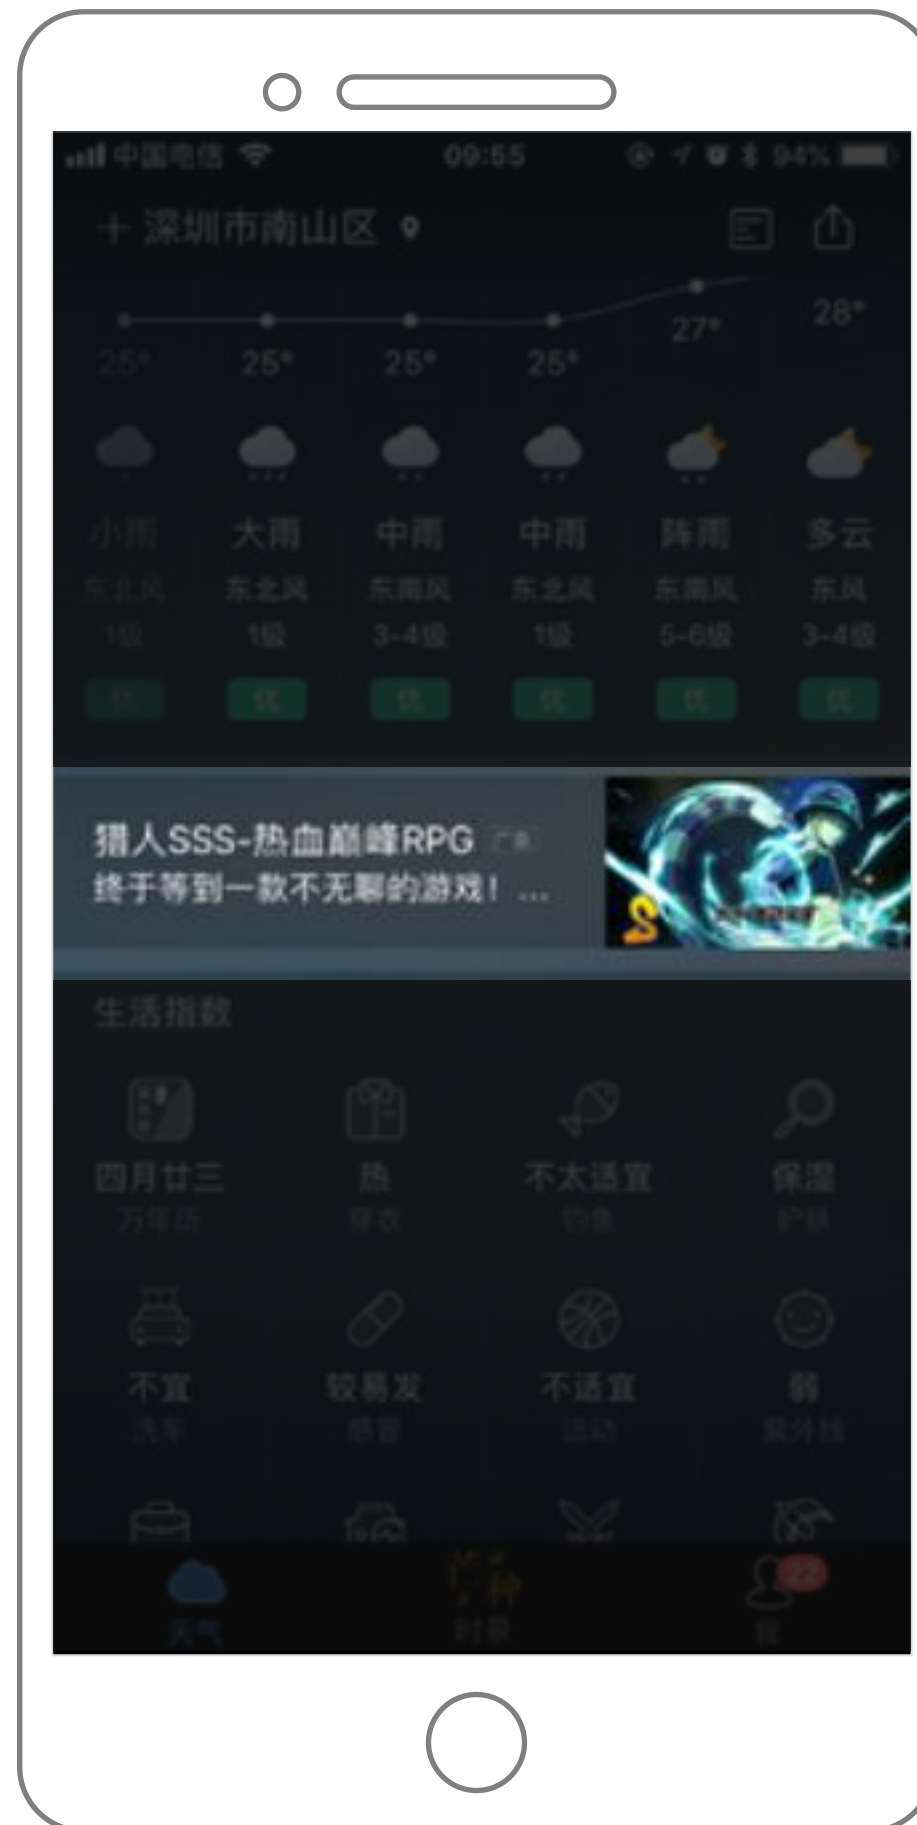 中国电信 09:55 94%
深圳市南山区
27° 28°
25° 25° 25° 25°
小雨 大雨 中雨 中雨 阵雨 多云
东北风 东北风 东南风 东北风 东南风 东风
1级 1级 3-4级 1级 5-6级 3-4级
优 优 优 优 优 优
猎人SSS-热血巅峰RPG 广告
终于等到一款不无聊的游戏! ...
生活指数
四月廿三 热 不太适宜 保湿
万年历 穿衣 钓鱼 护肤
不宜 较易发 不适宜 弱
洗车 感冒 运动 紫外线
芒种 22
天气 时景 我